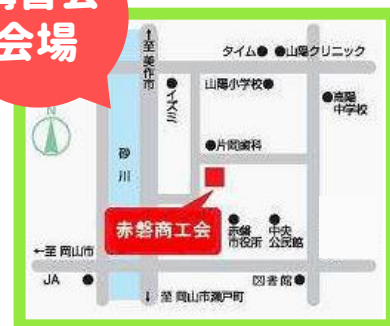 会場
↑至美作市
タイム● ●山陽クリニック
●イズミ
山陽小学校●
●高陽
中学校
N
●片岡歯科
砂川
赤磐商工会
赤磐
市役所
中央
公民館
←至 岡山市
JA ●
図書館●
↓ 至 岡山市瀬戸町